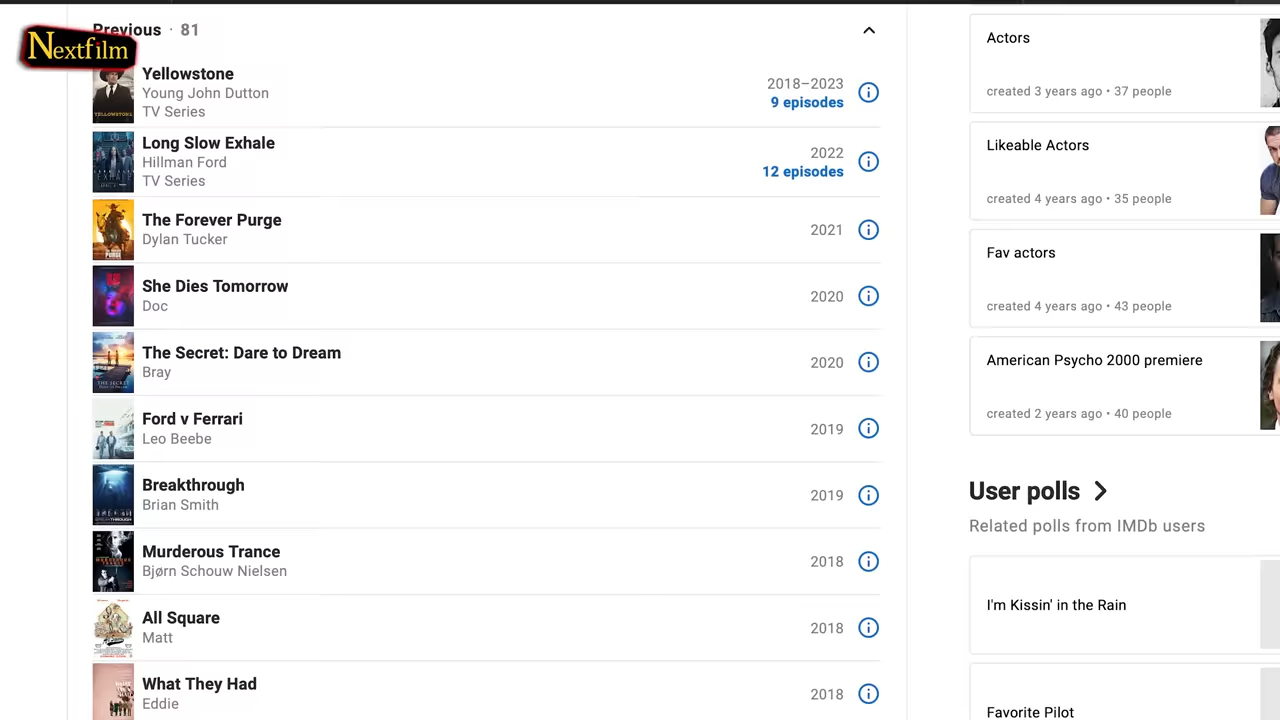 Previous · 81
Nextfilm
Yellowstone
Young John Dutton
TV Series
2018–2023
9 episodes
YELLOWSTONE
Long Slow Exhale
Hillman Ford
TV Series
2022
12 episodes
The Forever Purge
Dylan Tucker
2021
PURGE
She Dies Tomorrow
Doc
2020
The Secret: Dare to Dream
Bray
2020
THE SECRET
Ford v Ferrari
Leo Beebe
2019
Breakthrough
Brian Smith
2019
Murderous Trance
Bjørn Schouw Nielsen
2018
All Square
Matt
2018
What They Had
Eddie
2018
Actors
created 3 years ago • 37 people
Likeable Actors
created 4 years ago • 35 people
Fav actors
created 4 years ago • 43 people
American Psycho 2000 premiere
created 2 years ago • 40 people
User polls
Related polls from IMDb users
I'm Kissin' in the Rain
Favorite Pilot